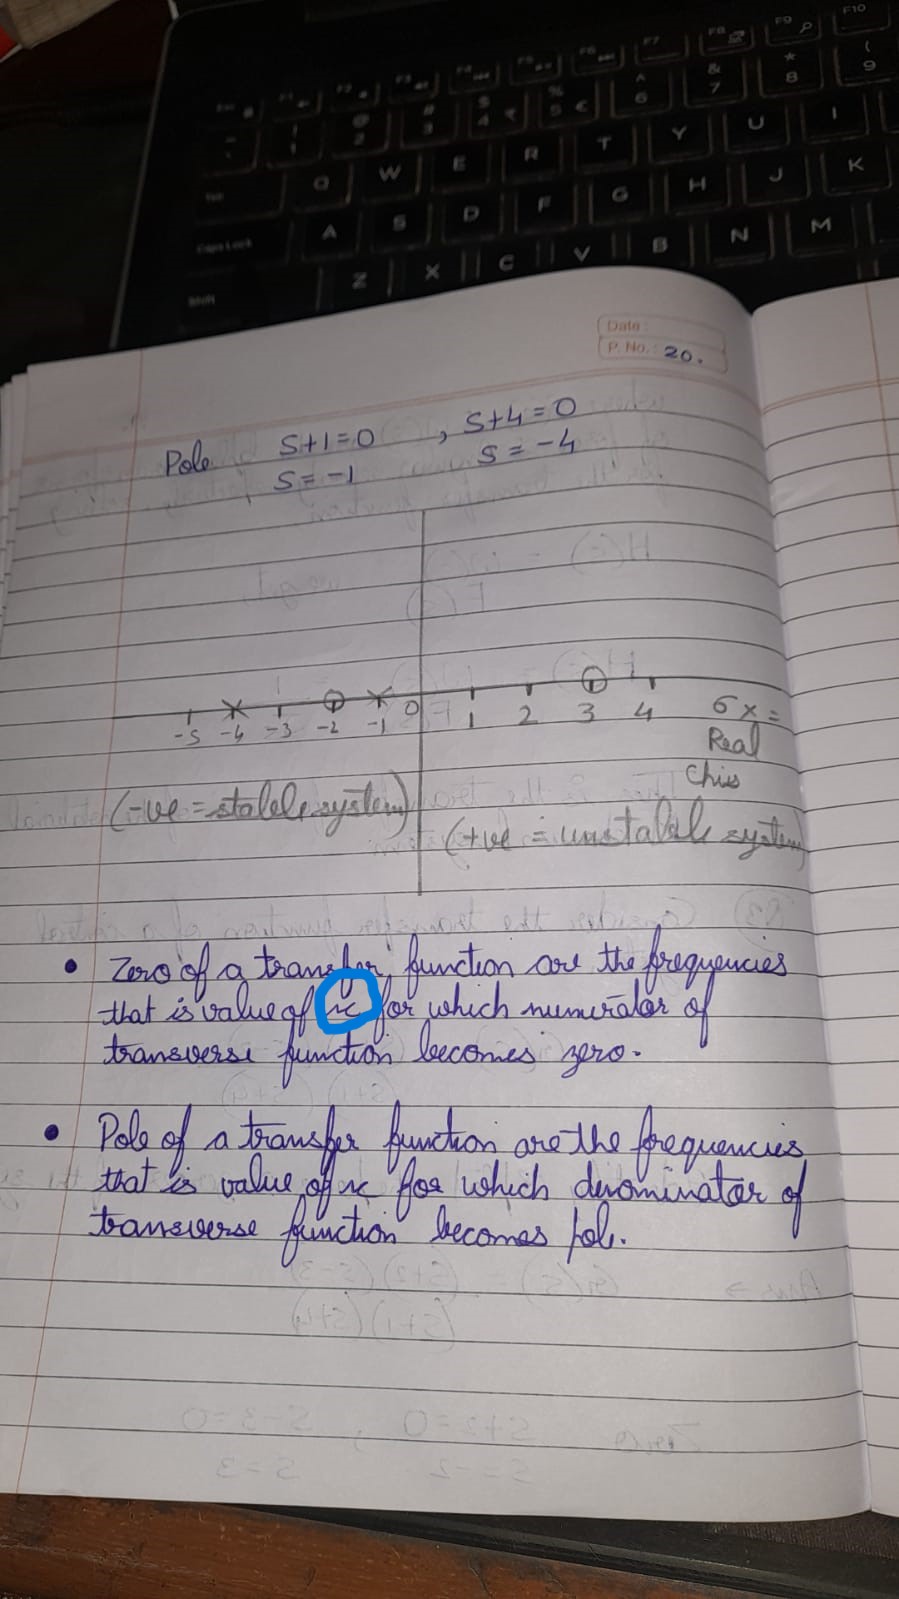 Date:
P. No.: 20.
Pole S+1=0 , S+4=0
S=-1 S=-4
-5 -4 -3 -2 -1 0 1 2 3 4 σ x =
Real
(-ve = stable system)
(+ve = unstable system)
• Zero of a transfer function are the frequencies
that is value of x for which numerator of
transverse function becomes zero.
• Pole of a transfer function are the frequencies
that is value of x for which denominator of
transverse function becomes pole.